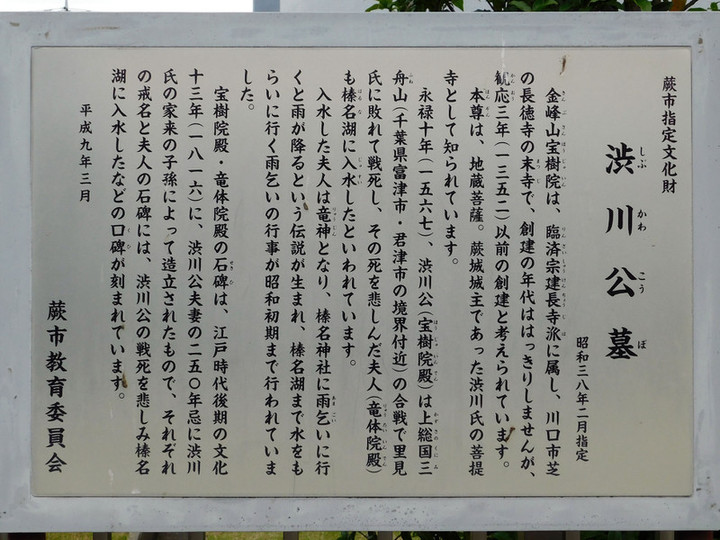 蕨市指定文化財
渋川公墓
昭和三八年二月指定
金峰山宝樹院は、臨済宗建長寺派に属し、川口市芝
の長徳寺の末寺で、創建の年代ははっきりしませんが、
観応三年(一三五二)以前の創建と考えられています。
本尊は、地蔵菩薩。蕨城城主であった渋川氏の菩提
寺として知られています。
永禄十年(一五六七)、渋川公(宝樹院殿)は上総国三
舟山(千葉県富津市・君津市の境界付近)の合戦で里見
氏に敗れて戦死し、その死を悲しんだ夫人(竜体院殿)
も榛名湖に入水したといわれています。
入水した夫人は竜神となり、榛名神社に雨乞いに行
くと雨が降るという伝説が生まれ、榛名湖まで水をも
らいに行く雨乞いの行事が昭和初期まで行われていま
した。
宝樹院殿・竜体院殿の石碑は、江戸時代後期の文化
十三年(一八一六)に、渋川公夫妻の二五〇年忌に渋川
氏の家来の子孫によって造立されたもので、それぞれ
の戒名と夫人の石碑には、渋川公の戦死を悲しみ榛名
湖に入水したなどの口碑が刻まれています。
平成九年三月
蕨市教育委員会